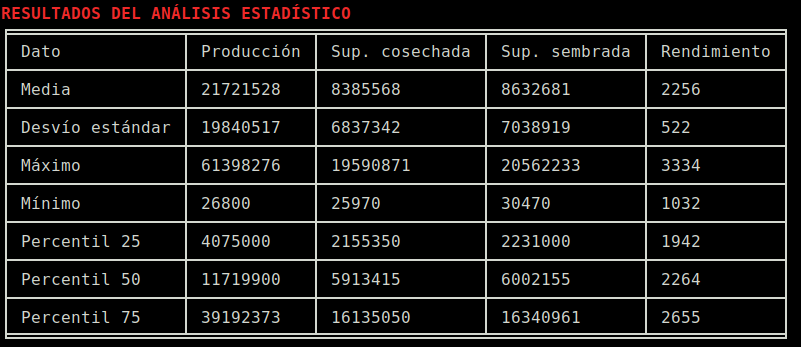 RESULTADOS DEL ANÁLISIS ESTADÍSTICO
Dato Producción Sup. cosechada Sup. sembrada Rendimiento
Media 21721528 8385568 8632681 2256
Desvío estándar 19840517 6837342 7038919 522
Máximo 61398276 19590871 20562233 3334
Mínimo 26800 25970 30470 1032
Percentil 25 4075000 2155350 2231000 1942
Percentil 50 11719900 5913415 6002155 2264
Percentil 75 39192373 16135050 16340961 2655